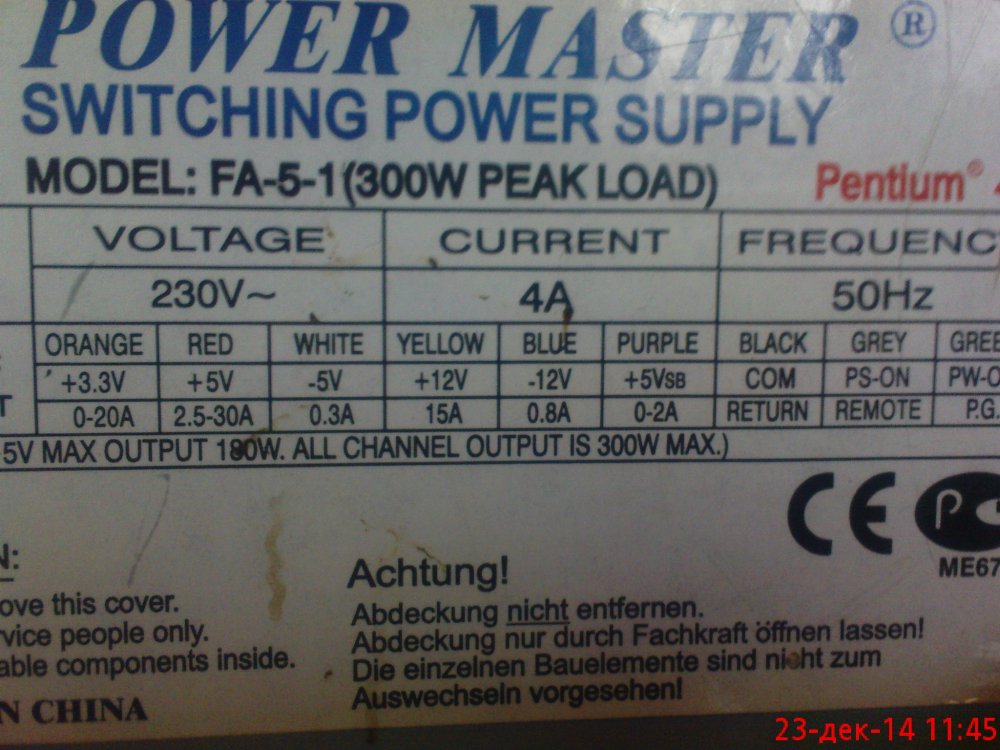 POWER MASTER ®
SWITCHING POWER SUPPLY
MODEL: FA-5-1(300W PEAK LOAD) Pentium®
VOLTAGE CURRENT FREQUENC
230V~ 4A 50Hz
ORANGE RED WHITE YELLOW BLUE PURPLE BLACK GREY GREE
+3.3V +5V -5V +12V -12V +5VSB COM PS-ON PW-O
T 0-20A 2.5-30A 0.3A 15A 0.8A 0-2A RETURN REMOTE P.G.
5V MAX OUTPUT 180W. ALL CHANNEL OUTPUT IS 300W MAX.)
CE P
ME67
N:
ove this cover.
rvice people only.
able components inside.
N CHINA
Achtung!
Abdeckung nicht entfernen.
Abdeckung nur durch Fachkraft öffnen lassen!
Die einzelnen Bauelemente sind nicht zum
Auswechseln vorgesehen!
23-дек-14 11:45